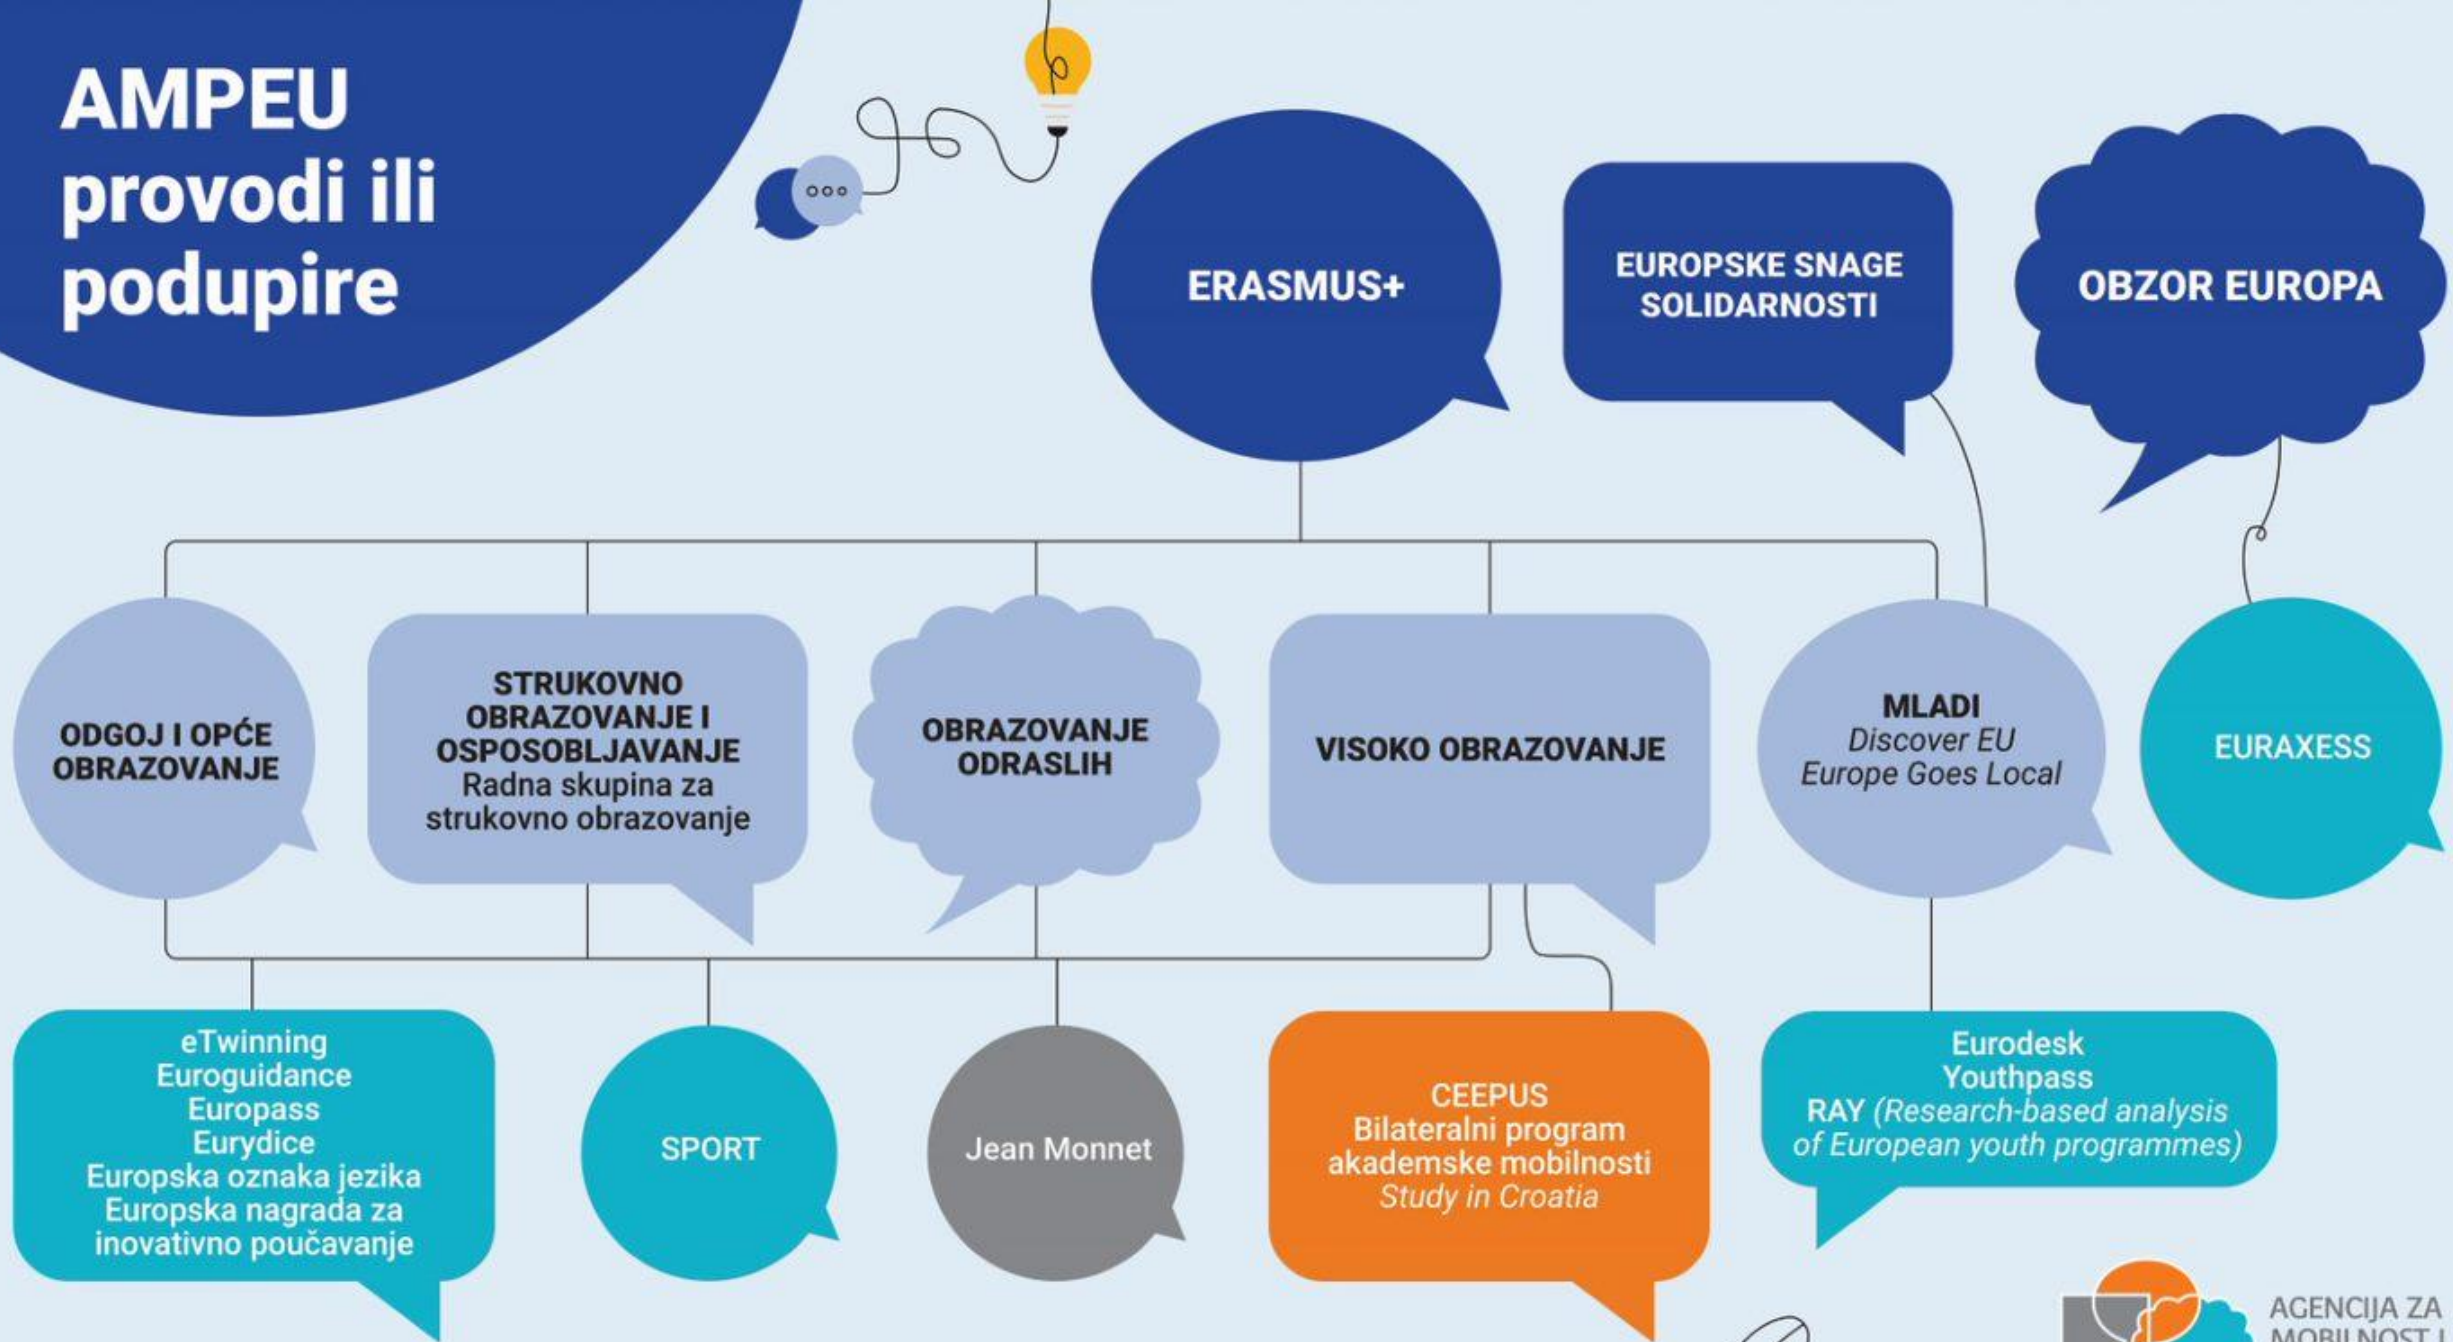 AMPEU
provodi ili
podupire
ERASMUS+
EUROPSKE SNAGE
SOLIDARNOSTI
OBZOR EUROPA
ODGOJ I OPĆE
OBRAZOVANJE
STRUKOVNO
OBRAZOVANJE I
OSPOSOBLJAVANJE
Radna skupina za
strukovno obrazovanje
OBRAZOVANJE
ODRASLIH
VISOKO OBRAZOVANJE
MLADI
Discover EU
Europe Goes Local
EURAXESS
eTwinning
Euroguidance
Europass
Eurydice
Europska oznaka jezika
Europska nagrada za
inovativno poučavanje
SPORT
Jean Monnet
CEEPUS
Bilateralni program
akademske mobilnosti
Study in Croatia
Eurodesk
Youthpass
RAY (Research-based analysis
of European youth programmes)
AGENCIJA ZA
MOBILNOST I